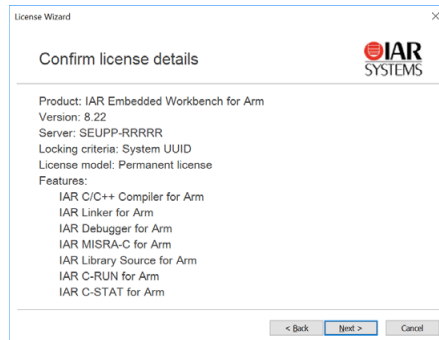 License Wizard
Confirm license details
IAR
SYSTEMS
Product: IAR Embedded Workbench for Arm
Version: 8.22
Server: SEUPP-RRRRR
Locking criteria: System UUID
License model: Permanent license
Features:
IAR C/C++ Compiler for Arm
IAR Linker for Arm
IAR Debugger for Arm
IAR MISRA-C for Arm
IAR Library Source for Arm
IAR C-RUN for Arm
IAR C-STAT for Arm
< Back Next > Cancel